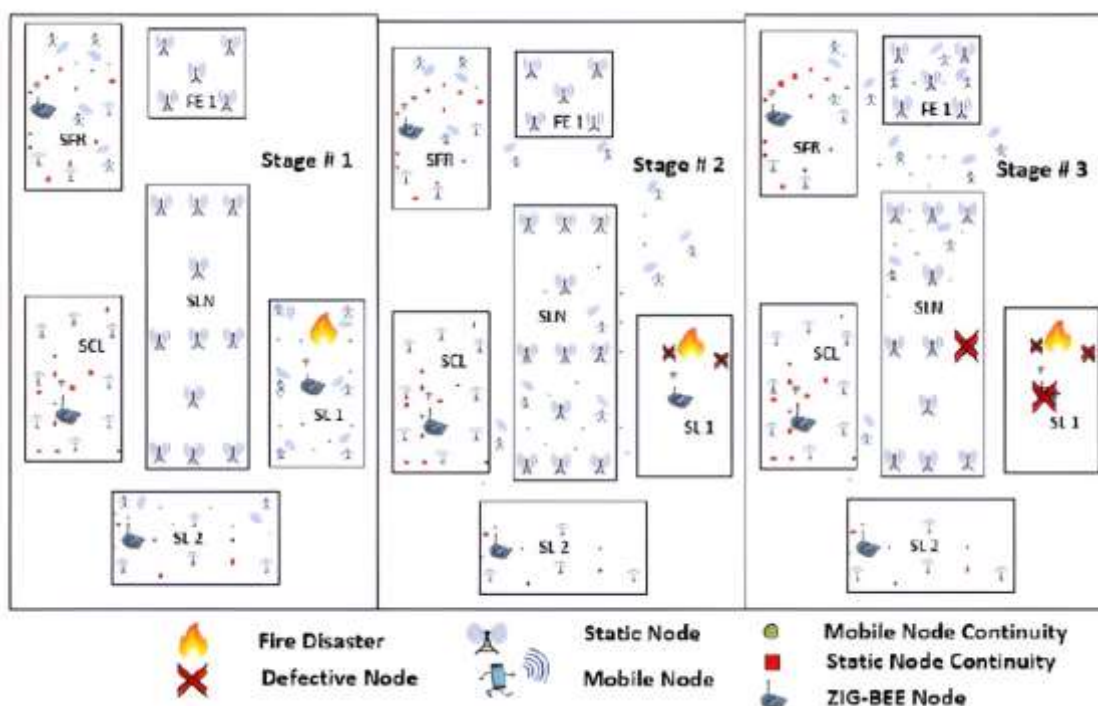 FE 1
SFR
Stage # 1
SLN
SCL
SL 1
SL 2
FE 1
SFR
Stage # 2
SLN
SCL
SL 1
SL 2
FE 1
SFR
Stage # 3
SLN
SCL
SL 1
SL 2
Fire Disaster
Static Node
Mobile Node Continuity
Defective Node
Mobile Node
Static Node Continuity
ZIG-BEE Node